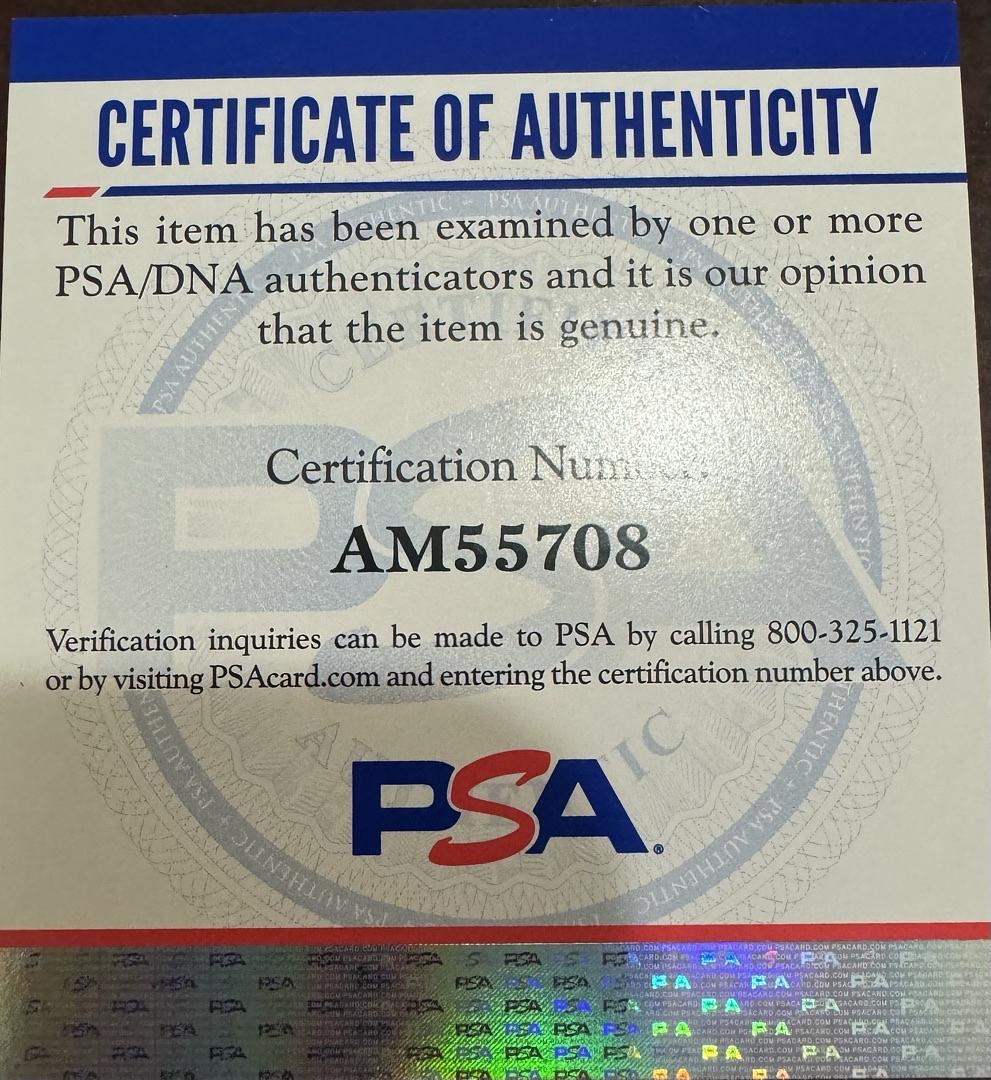 CERTIFICATE OF AUTHENTICITY
This item has been examined by one or more
PSA/DNA authenticators and it is our opinion
that the item is genuine.
Certification Number:
AM55708
Verification inquiries can be made to PSA by calling 800-325-1121
or by visiting PSAcard.com and entering the certification number above.
PSA®